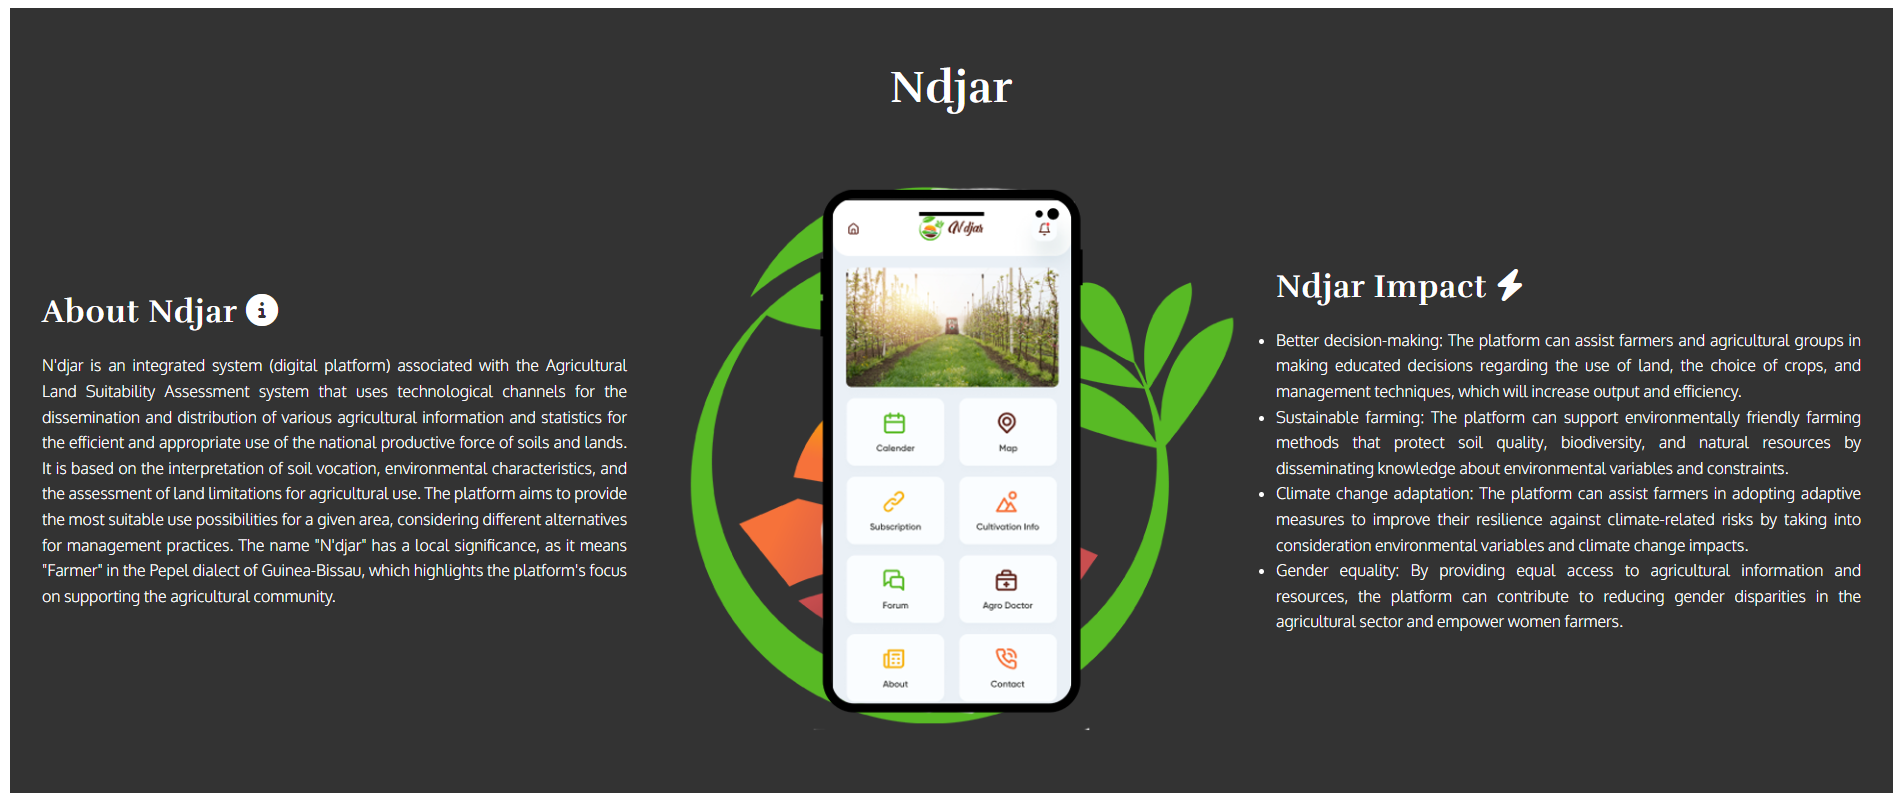 Ndjar
About Ndjar
N'djar is an integrated system (digital platform) associated with the Agricultural
Land Suitability Assessment system that uses technological channels for the
dissemination and distribution of various agricultural information and statistics for
the efficient and appropriate use of the national productive force of soils and lands.
It is based on the interpretation of soil vocation, environmental characteristics, and
the assessment of land limitations for agricultural use. The platform aims to provide
the most suitable use possibilities for a given area, considering different alternatives
for management practices. The name "N'djar" has a local significance, as it means
"Farmer" in the Pepel dialect of Guinea-Bissau, which highlights the platform's focus
on supporting the agricultural community.
Ndjar
Calender
Map
Subscription
Cultivation Info
Forum
Agro Doctor
About
Contact
Ndjar Impact
• Better decision-making: The platform can assist farmers and agricultural groups in
making educated decisions regarding the use of land, the choice of crops, and
management techniques, which will increase output and efficiency.
• Sustainable farming: The platform can support environmentally friendly farming
methods that protect soil quality, biodiversity, and natural resources by
disseminating knowledge about environmental variables and constraints.
• Climate change adaptation: The platform can assist farmers in adopting adaptive
measures to improve their resilience against climate-related risks by taking into
consideration environmental variables and climate change impacts.
• Gender equality: By providing equal access to agricultural information and
resources, the platform can contribute to reducing gender disparities in the
agricultural sector and empower women farmers.